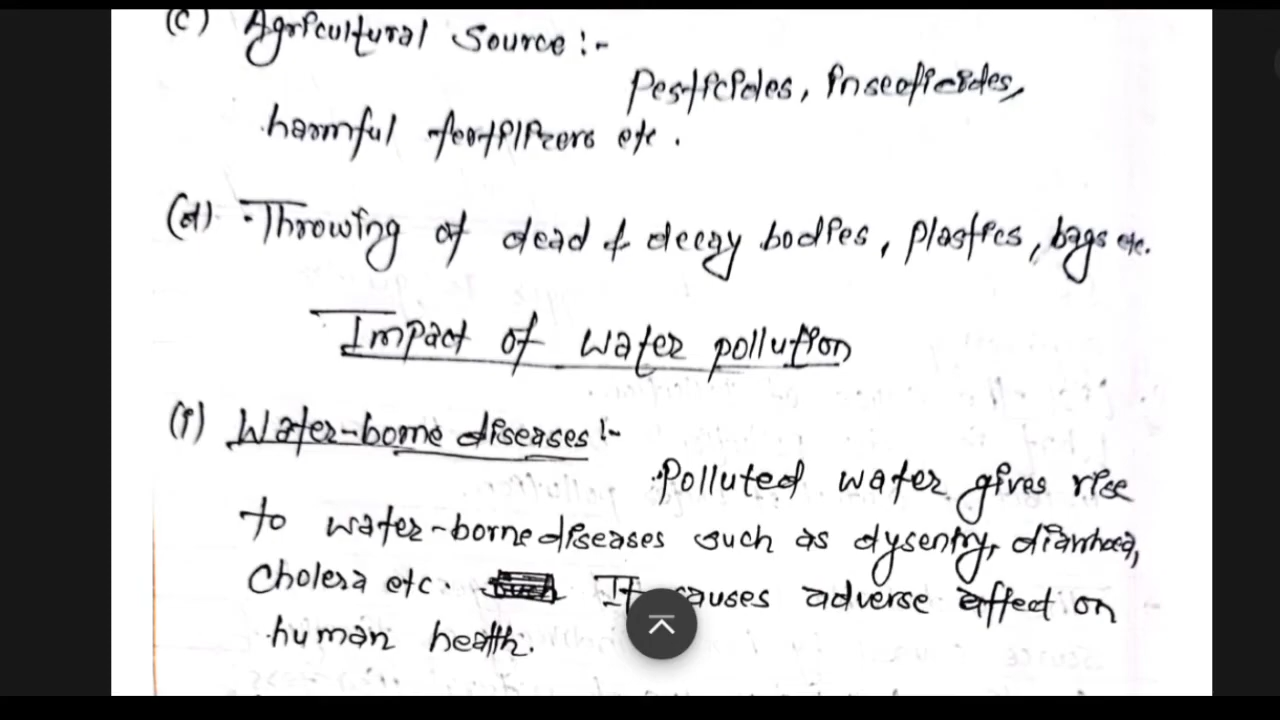 (c) Agricultural Source :-
Pesticides, insecticides,
harmful fertilizers etc.
(d) Throwing of dead & decay bodies, plastics, bags etc.
Impact of water pollution
(i) Water-borne diseases :-
Polluted water gives rise
to water-borne diseases such as dysentry, diarrhoea,
Cholera etc. It causes adverse effect on
human health.